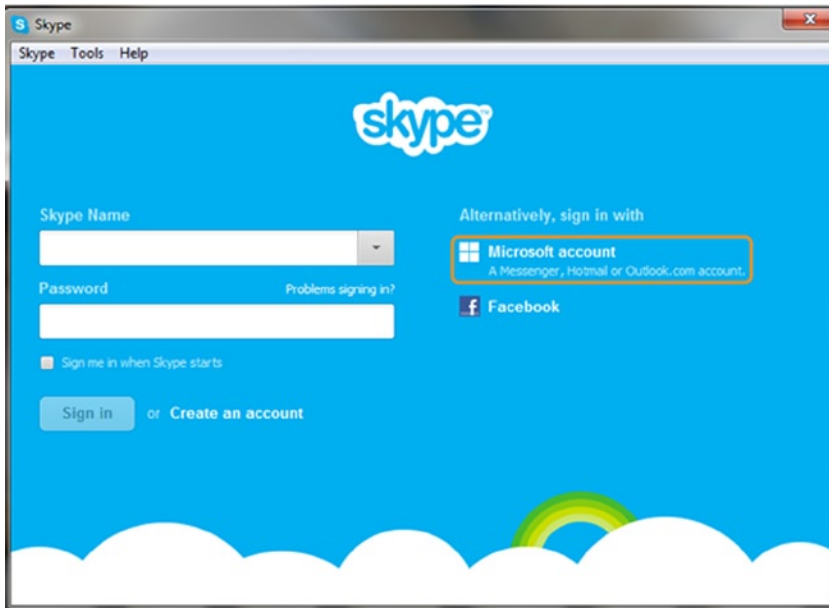 Skype
Skype Tools Help
skype™
Skype Name
Password
Problems signing in?
Sign me in when Skype starts
Sign in or Create an account
Alternatively, sign in with
Microsoft account
A Messenger, Hotmail or Outlook.com account.
Facebook